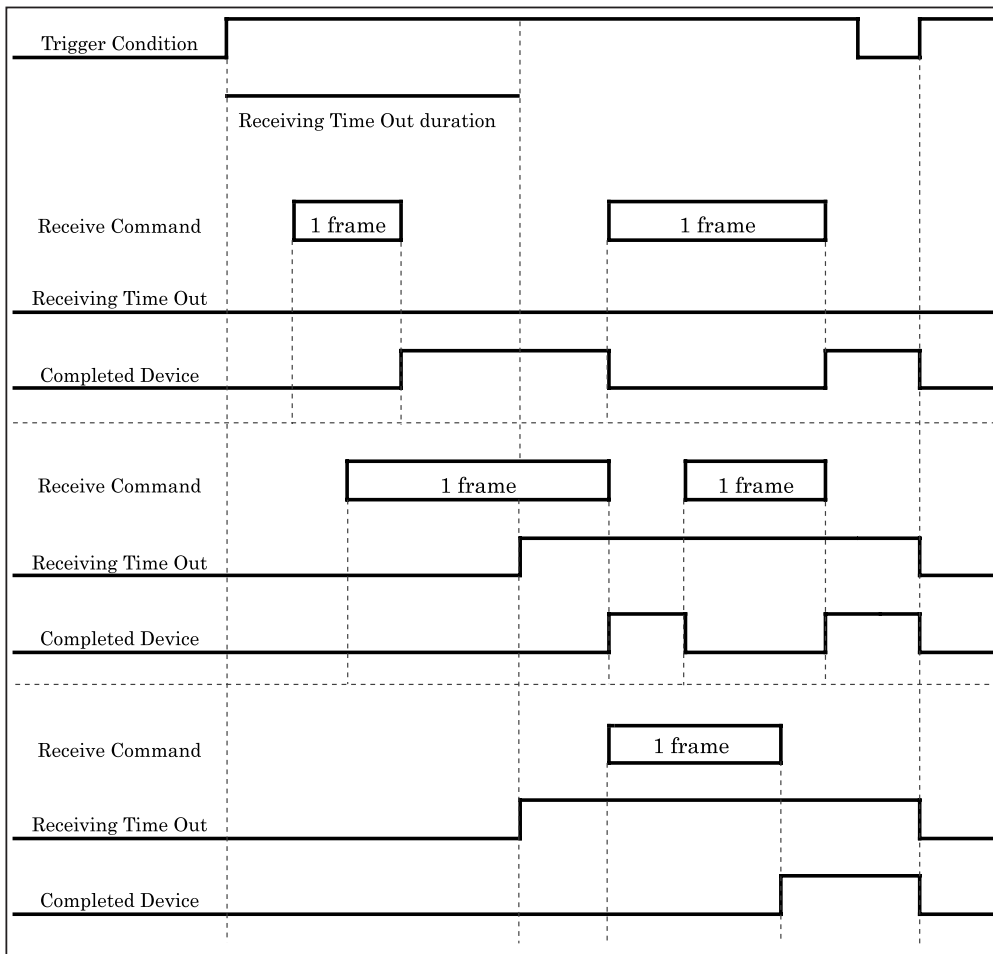 Trigger Condition
Receiving Time Out duration
Receive Command
1 frame
1 frame
Receiving Time Out
Completed Device
Receive Command
1 frame
1 frame
Receiving Time Out
Completed Device
Receive Command
1 frame
Receiving Time Out
Completed Device